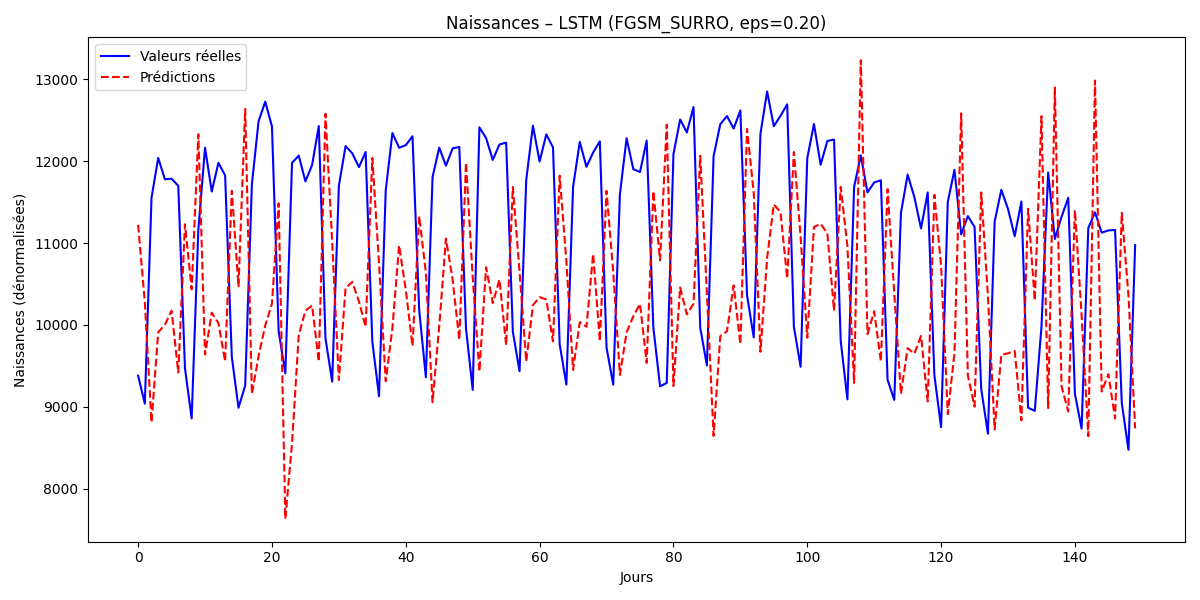 Naissances – LSTM (FGSM_SURRO, eps=0.20)
Valeurs réelles
Prédictions
Naissances (dénormalisées)
13000
12000
11000
10000
9000
8000
0 20 40 60 80 100 120 140
Jours